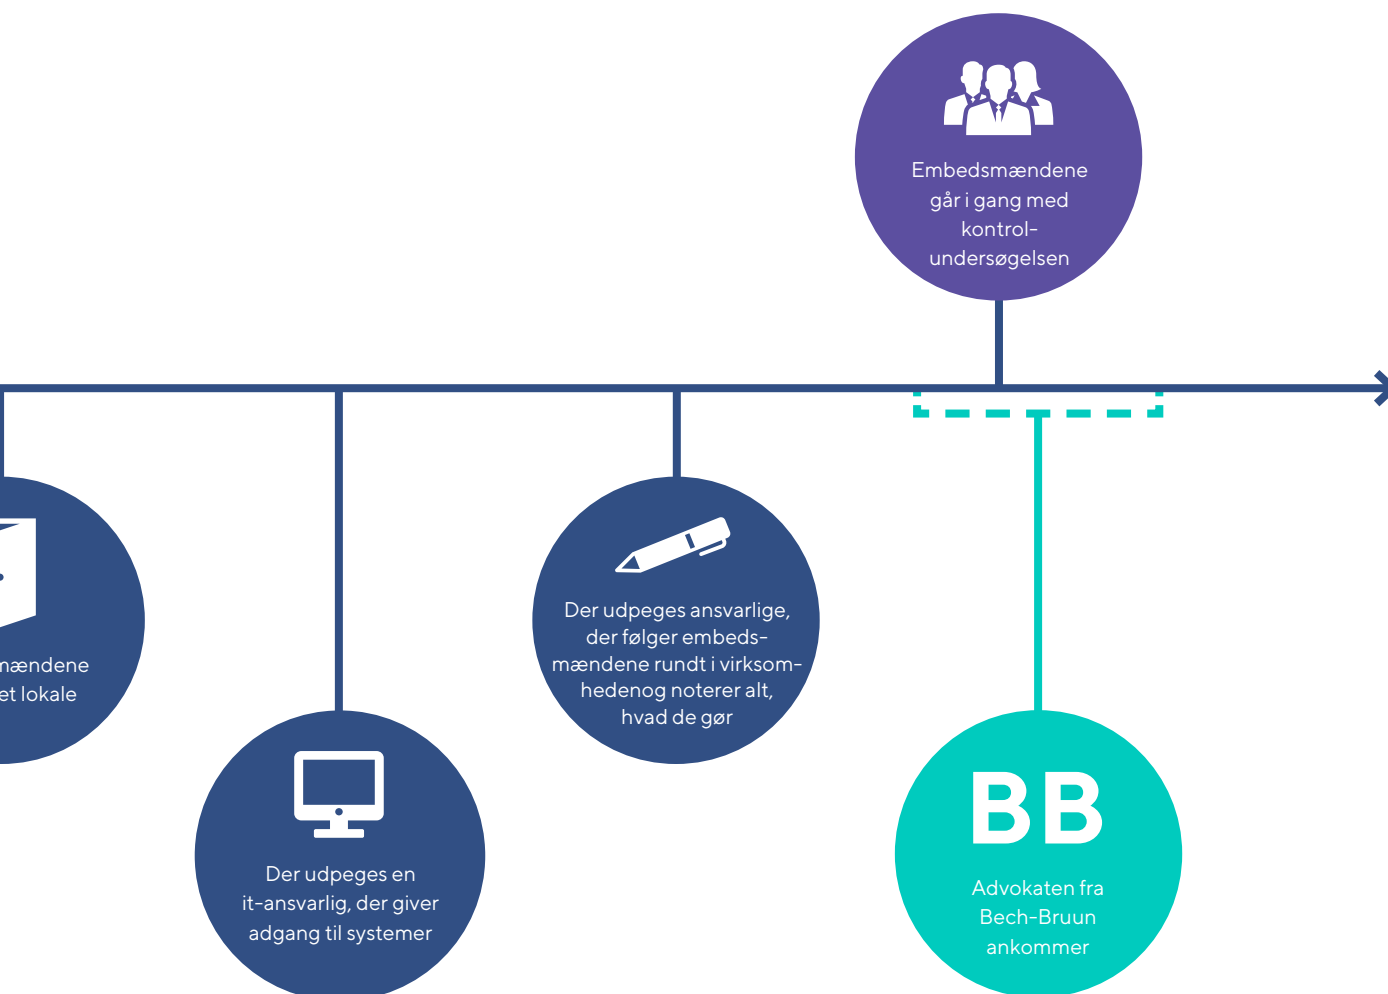 Embedsmændene
går i gang med
kontrol-
undersøgelsen
mændene
et lokale
Der udpeges en
it-ansvarlig, der giver
adgang til systemer
Der udpeges ansvarlige,
der følger embeds-
mændene rundt i virksom-
hedenog noterer alt,
hvad de gør
BB
Advokaten fra
Bech-Bruun
ankommer